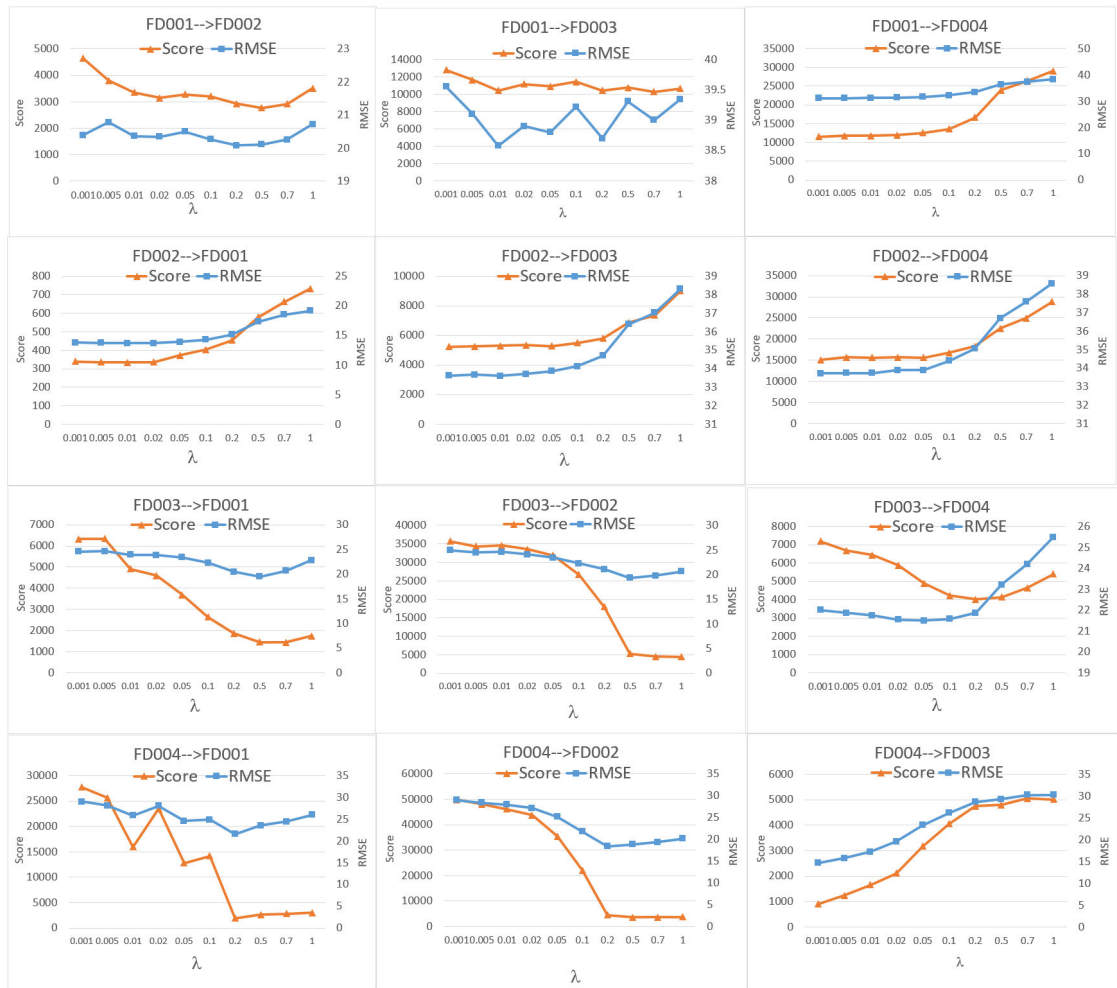 FD001-->FD002
Score RMSE
5000
4000
3000
2000
1000
0
Score
23
22
21
20
19
RMSE
0.001 0.005 0.01 0.02 0.05 0.1 0.2 0.5 0.7 1
λ
FD001-->FD003
Score RMSE
14000
12000
10000
8000
6000
4000
2000
0
Score
40
39.5
39
38.5
38
RMSE
0.001 0.005 0.01 0.02 0.05 0.1 0.2 0.5 0.7 1
λ
FD001-->FD004
Score RMSE
35000
30000
25000
20000
15000
10000
5000
0
Score
50
40
30
20
10
0
RMSE
0.001 0.005 0.01 0.02 0.05 0.1 0.2 0.5 0.7 1
λ
FD002-->FD001
Score RMSE
800
700
600
500
400
300
200
100
0
Score
25
20
15
10
5
0
RMSE
0.001 0.005 0.01 0.02 0.05 0.1 0.2 0.5 0.7 1
λ
FD002-->FD003
Score RMSE
10000
8000
6000
4000
2000
0
Score
39
38
37
36
35
34
33
32
31
RMSE
0.001 0.005 0.01 0.02 0.05 0.1 0.2 0.5 0.7 1
λ
FD002-->FD004
Score RMSE
35000
30000
25000
20000
15000
10000
5000
0
Score
39
38
37
36
35
34
33
32
31
RMSE
0.001 0.005 0.01 0.02 0.05 0.1 0.2 0.5 0.7 1
λ
FD003-->FD001
Score RMSE
7000
6000
5000
4000
3000
2000
1000
0
Score
30
25
20
15
10
5
0
RMSE
0.001 0.005 0.01 0.02 0.05 0.1 0.2 0.5 0.7 1
λ
FD003-->FD002
Score RMSE
40000
35000
30000
25000
20000
15000
10000
5000
0
Score
30
25
20
15
10
5
0
RMSE
0.001 0.005 0.01 0.02 0.05 0.1 0.2 0.5 0.7 1
λ
FD003-->FD004
Score RMSE
8000
7000
6000
5000
4000
3000
2000
1000
0
Score
26
25
24
23
22
21
20
19
RMSE
0.001 0.005 0.01 0.02 0.05 0.1 0.2 0.5 0.7 1
λ
FD004-->FD001
Score RMSE
30000
25000
20000
15000
10000
5000
0
Score
35
30
25
20
15
10
5
0
RMSE
0.001 0.005 0.01 0.02 0.05 0.1 0.2 0.5 0.7 1
λ
FD004-->FD002
Score RMSE
60000
50000
40000
30000
20000
10000
0
Score
35
30
25
20
15
10
5
0
RMSE
0.001 0.005 0.01 0.02 0.05 0.1 0.2 0.5 0.7 1
λ
FD004-->FD003
Score RMSE
6000
5000
4000
3000
2000
1000
0
Score
35
30
25
20
15
10
5
0
RMSE
0.001 0.005 0.01 0.02 0.05 0.1 0.2 0.5 0.7 1
λ